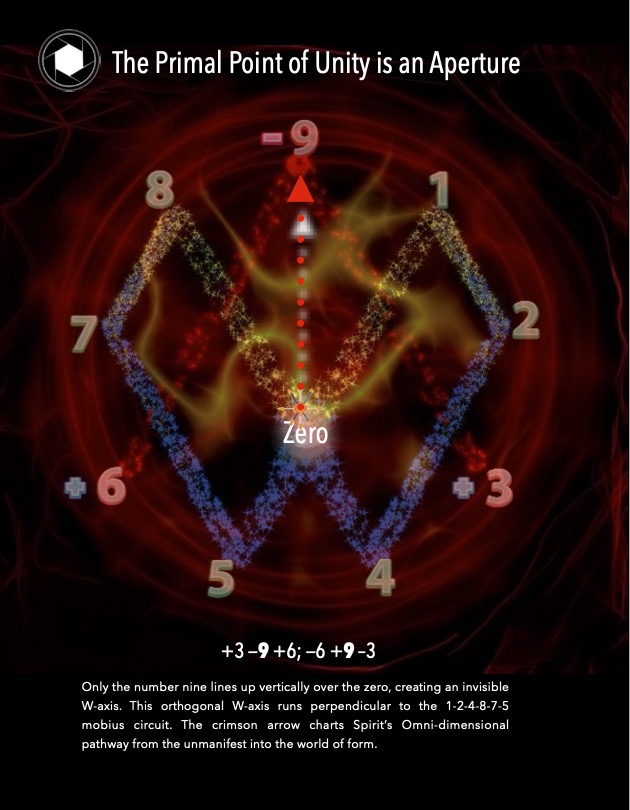 The Primal Point of Unity is an Aperture
-9
8
1
7
2
Zero
+6
+3
5
4
+3 –9 +6; –6 +9 –3
Only the number nine lines up vertically over the zero, creating an invisible
W-axis. This orthogonal W-axis runs perpendicular to the 1-2-4-8-7-5
mobius circuit. The crimson arrow charts Spirit's Omni-dimensional
pathway from the unmanifest into the world of form.